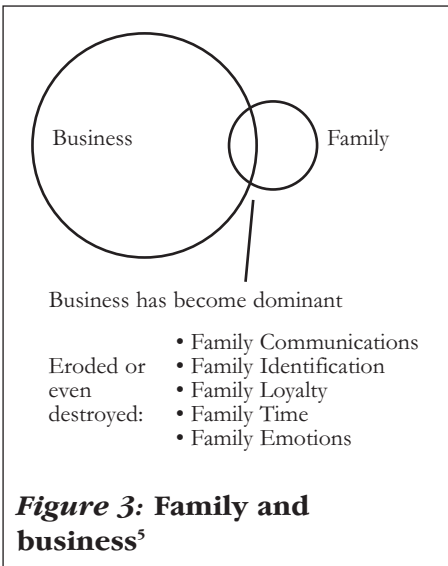 Business
Family
Business has become dominant
Eroded or
even
destroyed:
• Family Communications
• Family Identification
• Family Loyalty
• Family Time
• Family Emotions
Figure 3: Family and
business⁵